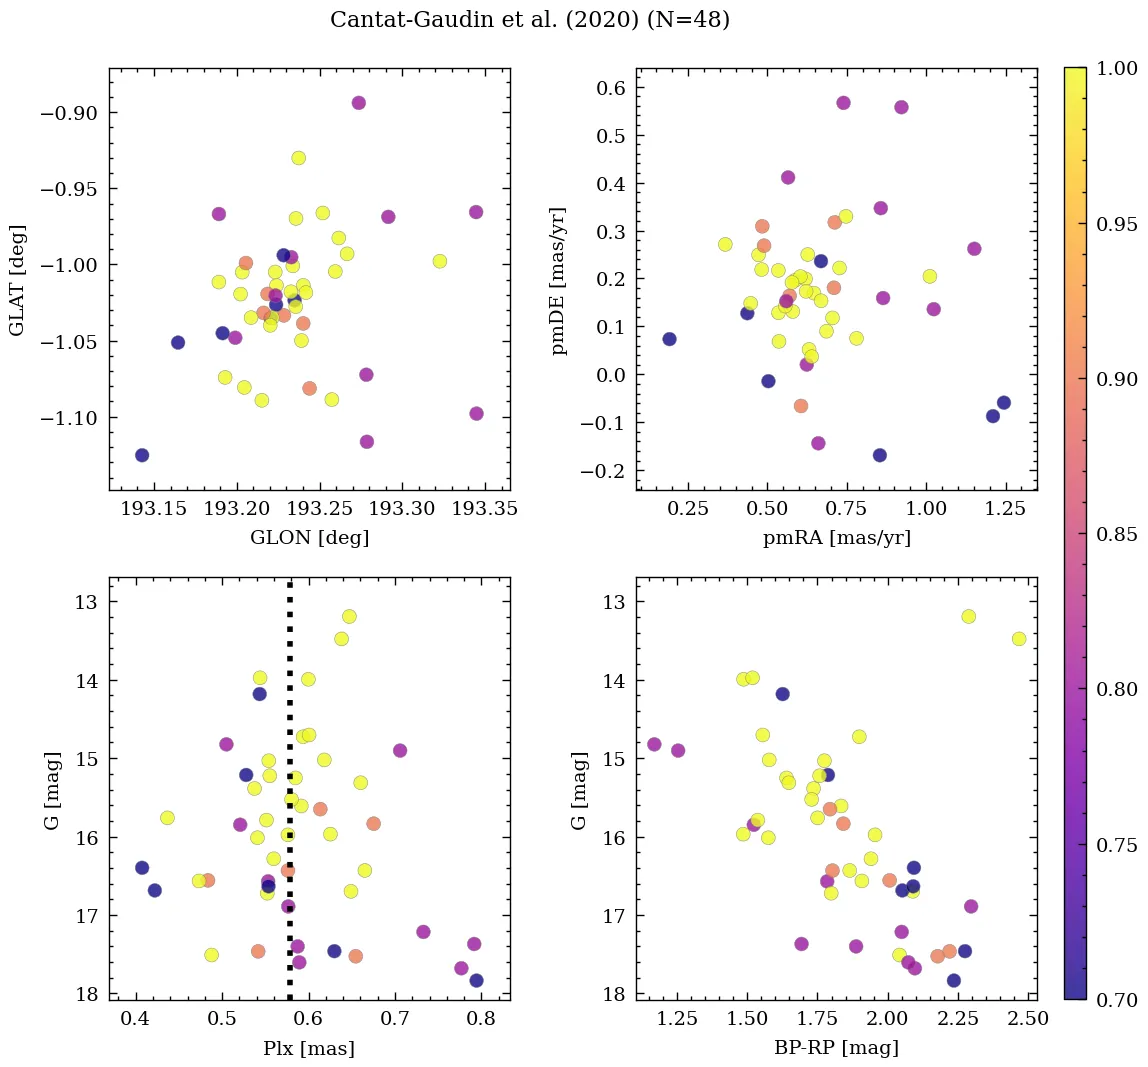 Cantat-Gaudin et al. (2020) (N=48)
−0.90
−0.95
−1.00
−1.05
−1.10
GLAT [deg]
193.15 193.20 193.25 193.30 193.35
GLON [deg]
0.6
0.5
0.4
0.3
0.2
0.1
0.0
−0.1
−0.2
pmDE [mas/yr]
0.25 0.50 0.75 1.00 1.25
pmRA [mas/yr]
13
14
15
16
17
18
G [mag]
0.4 0.5 0.6 0.7 0.8
Plx [mas]
13
14
15
16
17
18
G [mag]
1.25 1.50 1.75 2.00 2.25 2.50
BP-RP [mag]
1.00
0.95
0.90
0.85
0.80
0.75
0.70